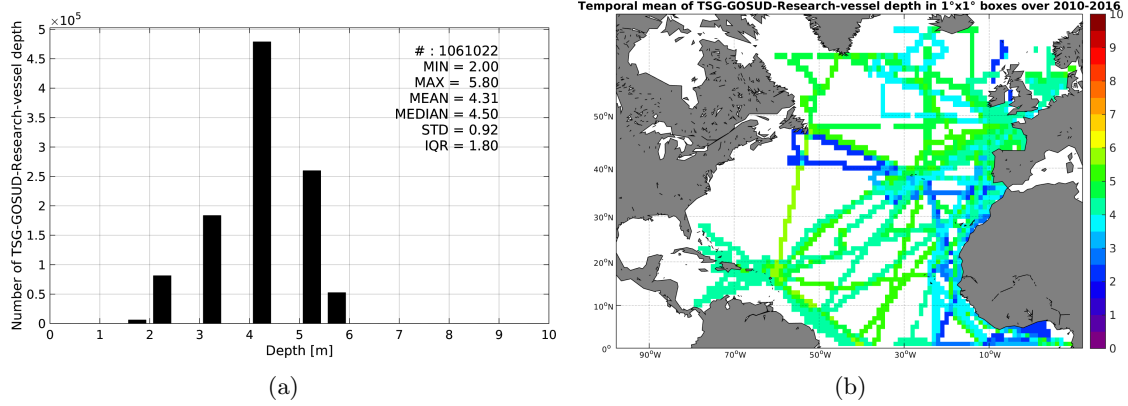 ×10⁵
5
4.5
4
3.5
3
2.5
2
1.5
1
0.5
0
Number of TSG-GOSUD-Research-vessel depth
# : 1061022
MIN = 2.00
MAX = 5.80
MEAN = 4.31
MEDIAN = 4.50
STD = 0.92
IQR = 1.80
0 1 2 3 4 5 6 7 8 9 10
Depth [m]
(a)
Temporal mean of TSG-GOSUD-Research-vessel depth in 1°x1° boxes over 2010-2016
50°N
40°N
30°N
20°N
10°N
0°
90°W 70°W 50°W 30°W 10°W
10
9
8
7
6
5
4
3
2
1
0
(b)